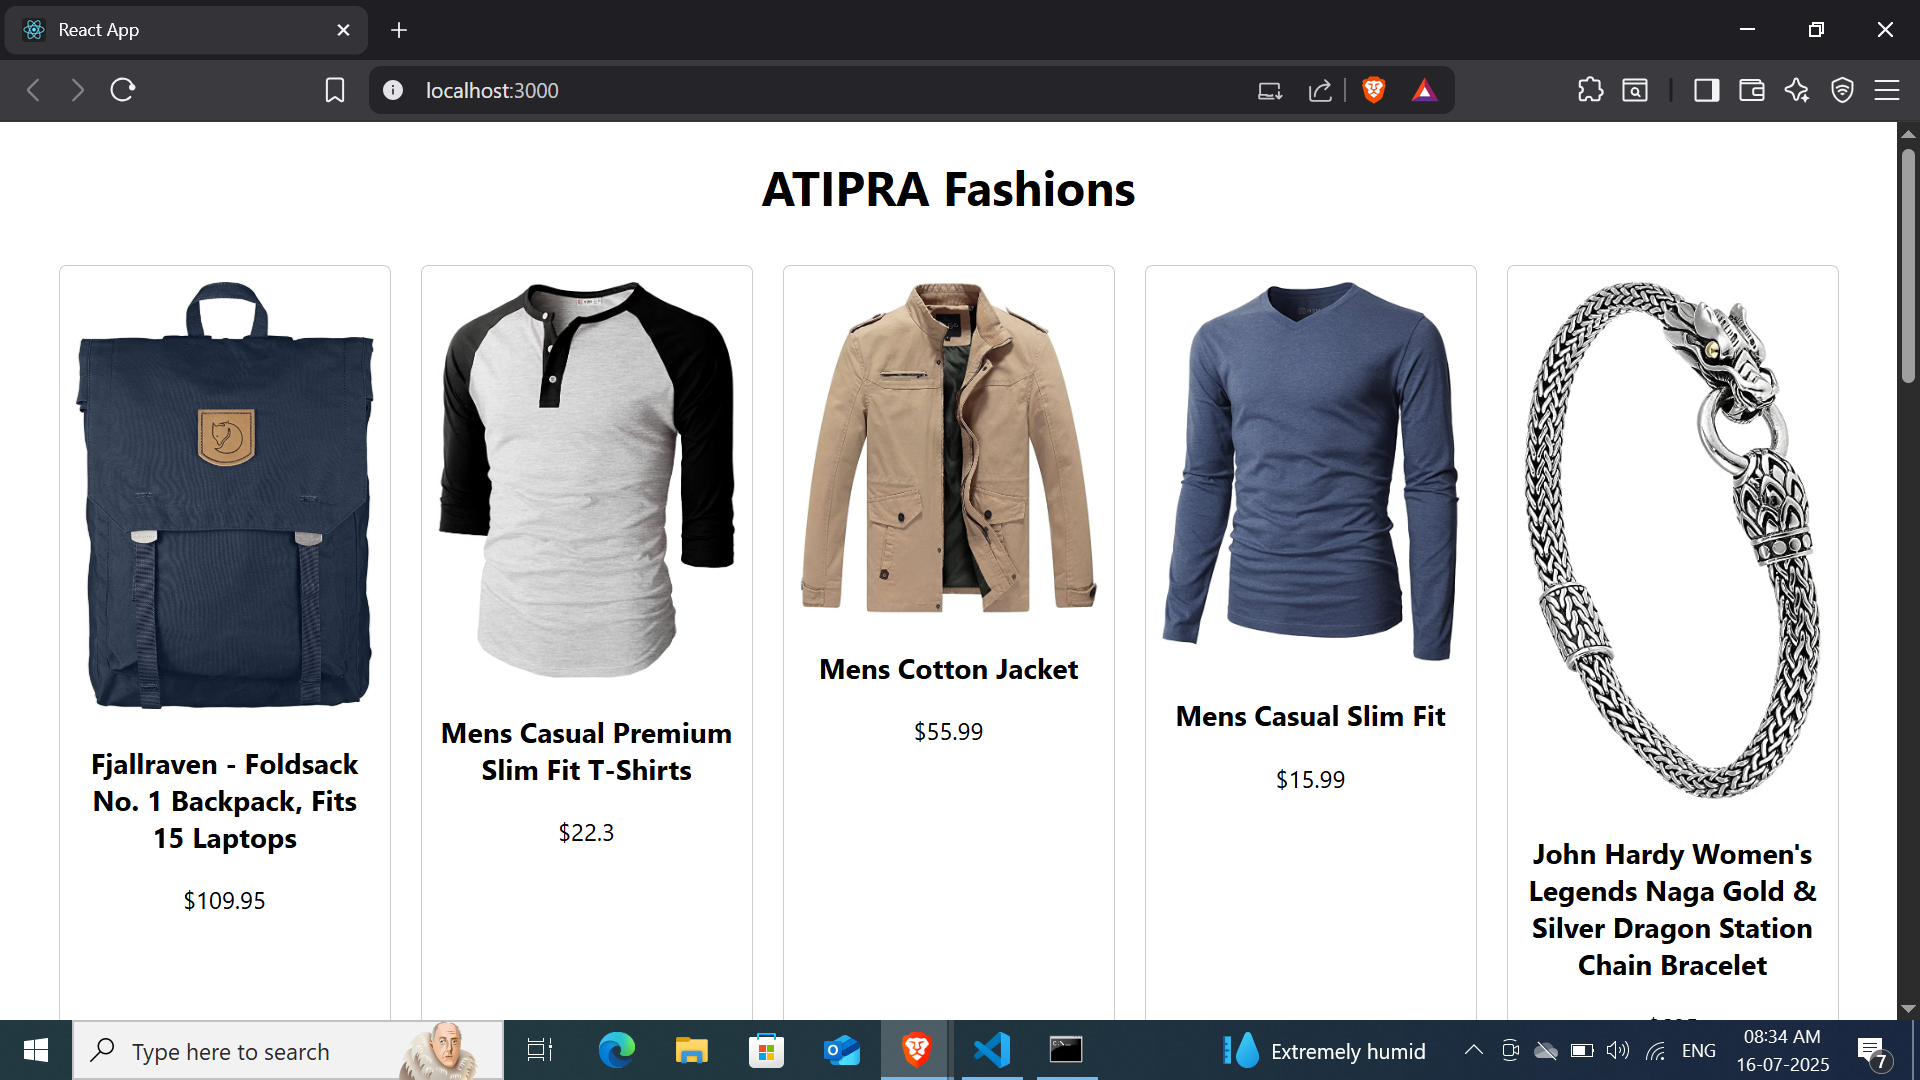 React App
localhost:3000
ATIPRA Fashions
Fjallraven - Foldsack
No. 1 Backpack, Fits
15 Laptops
$109.95
Mens Casual Premium
Slim Fit T-Shirts
$22.3
Mens Cotton Jacket
$55.99
Mens Casual Slim Fit
$15.99
John Hardy Women's
Legends Naga Gold &
Silver Dragon Station
Chain Bracelet
Type here to search
Extremely humid
ENG
08:34 AM
16-07-2025
7